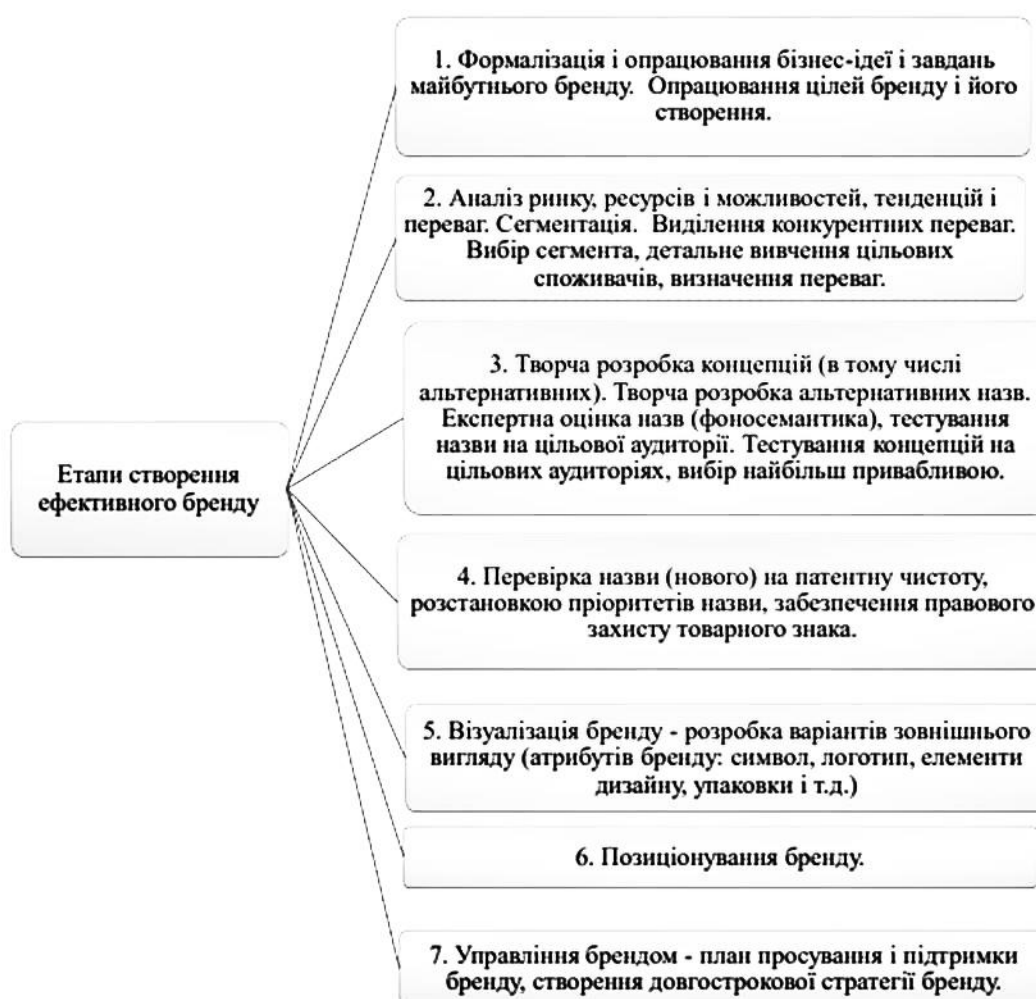 1. Формалізація і опрацювання бізнес-ідеї і завдань
майбутнього бренду. Опрацювання цілей бренду і його
створення.
2. Аналіз ринку, ресурсів і можливостей, тенденцій і
переваг. Сегментація. Виділення конкурентних переваг.
Вибір сегмента, детальне вивчення цільових
споживачів, визначення переваг.
3. Творча розробка концепцій (в тому числі
альтернативних). Творча розробка альтернативних назв.
Експертна оцінка назв (фоносемантика), тестування
назви на цільової аудиторії. Тестування концепцій на
цільових аудиторіях, вибір найбільш привабливою.
Етапи створення
ефективного бренду
4. Перевірка назви (нового) на патентну чистоту,
розстановкою пріоритетів назви, забезпечення правового
захисту товарного знака.
5. Візуалізація бренду - розробка варіантів зовнішнього
вигляду (атрибутів бренду: символ, логотип, елементи
дизайну, упаковки і т.д.)
6. Позиціонування бренду.
7. Управління брендом - план просування і підтримки
бренду, створення довгострокової стратегії бренду.